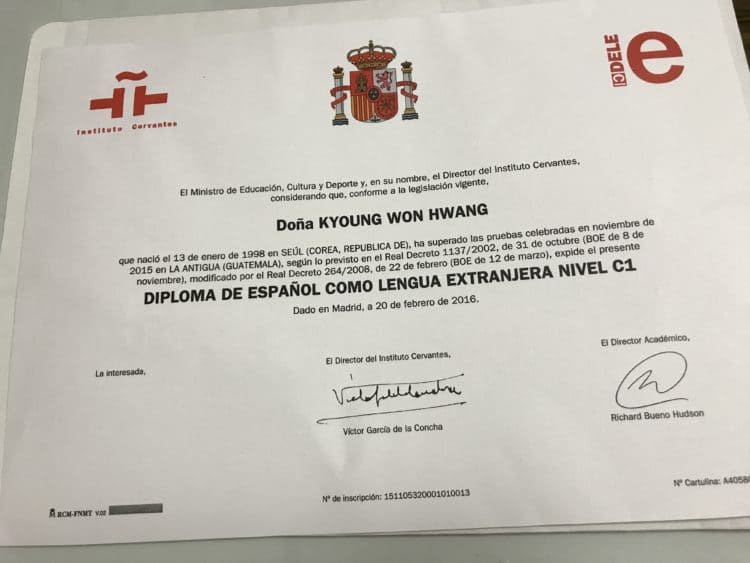 Instituto Cervantes
DELE
e
El Ministro de Educación, Cultura y Deporte y, en su nombre, el Director del Instituto Cervantes,
considerando que, conforme a la legislación vigente,
Doña KYOUNG WON HWANG
que nació el 13 de enero de 1998 en SEÚL (COREA, REPUBLICA DE), ha superado las pruebas celebradas en noviembre de
2015 en LA ANTIGUA (GUATEMALA), según lo previsto en el Real Decreto 1137/2002, de 31 de octubre (BOE de 8 de
noviembre), modificado por el Real Decreto 264/2008, de 22 de febrero (BOE de 12 de marzo), expide el presente
DIPLOMA DE ESPAÑOL COMO LENGUA EXTRANJERA NIVEL C1
Dado en Madrid, a 20 de febrero de 2016.
La interesada,
El Director del Instituto Cervantes,
El Director Académico,
Víctor García de la Concha
Richard Bueno Hudson
Nº de inscripción: 151105320001010013
Nº Cartulina: A40580
RCM-FNMT V.02